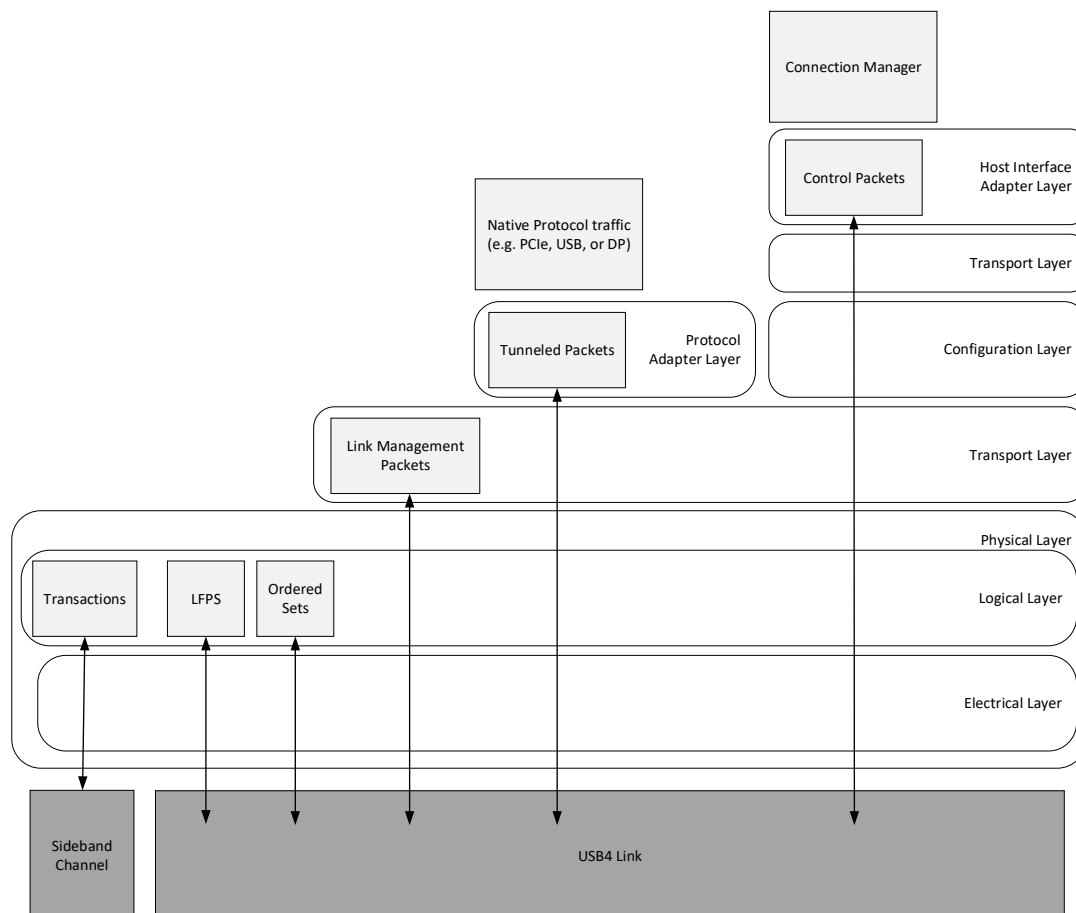 Connection Manager
Control Packets
Host Interface
Adapter Layer
Native Protocol traffic
(e.g. PCIe, USB, or DP)
Transport Layer
Tunneled Packets
Protocol
Adapter Layer
Configuration Layer
Link Management
Packets
Transport Layer
Physical Layer
Transactions
LFPS
Ordered
Sets
Logical Layer
Electrical Layer
Sideband
Channel
USB4 Link